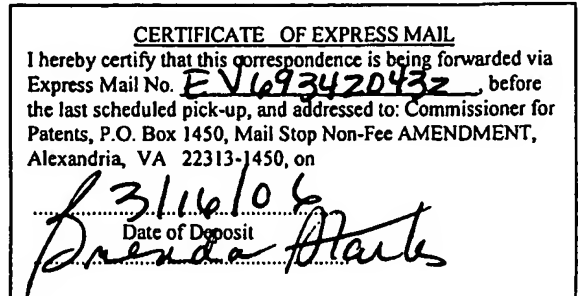 CERTIFICATE OF EXPRESS MAIL
I hereby certify that this correspondence is being forwarded via
Express Mail No. EV693420432, before
the last scheduled pick-up, and addressed to: Commissioner for
Patents, P.O. Box 1450, Mail Stop Non-Fee AMENDMENT,
Alexandria, VA 22313-1450, on
3/16/06
Date of Deposit
Brenda Starks